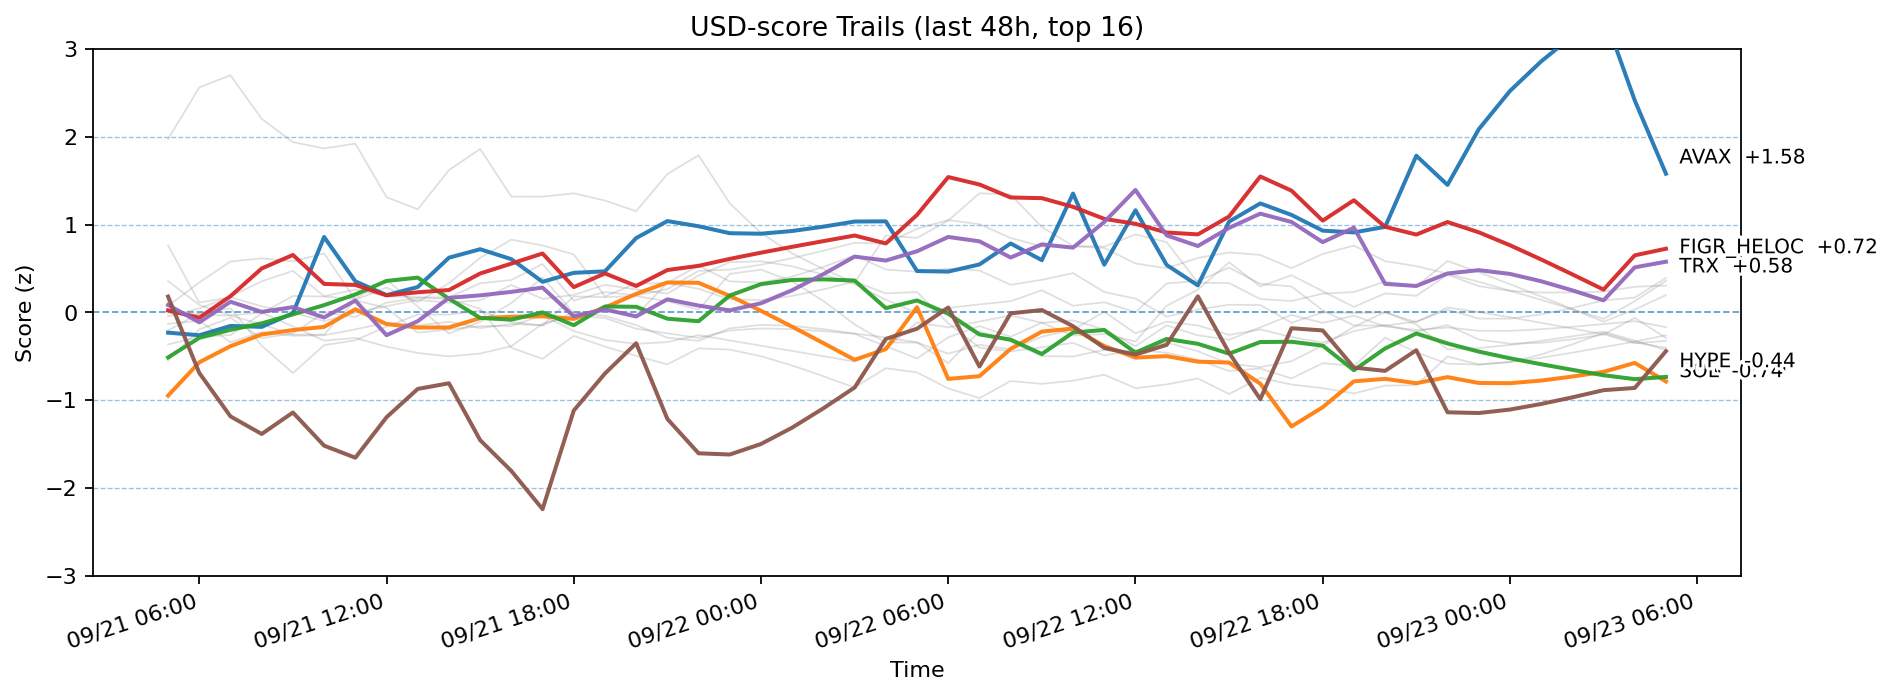 USD-score Trails (last 48h, top 16)
Score (z)
3
2
1
0
−1
−2
−3
AVAX +1.58
FIGR_HELOC +0.72
TRX +0.58
HYPE -0.44
SOL -0.74
09/21 06:00
09/21 12:00
09/21 18:00
09/22 00:00
09/22 06:00
09/22 12:00
09/22 18:00
09/23 00:00
09/23 06:00
Time